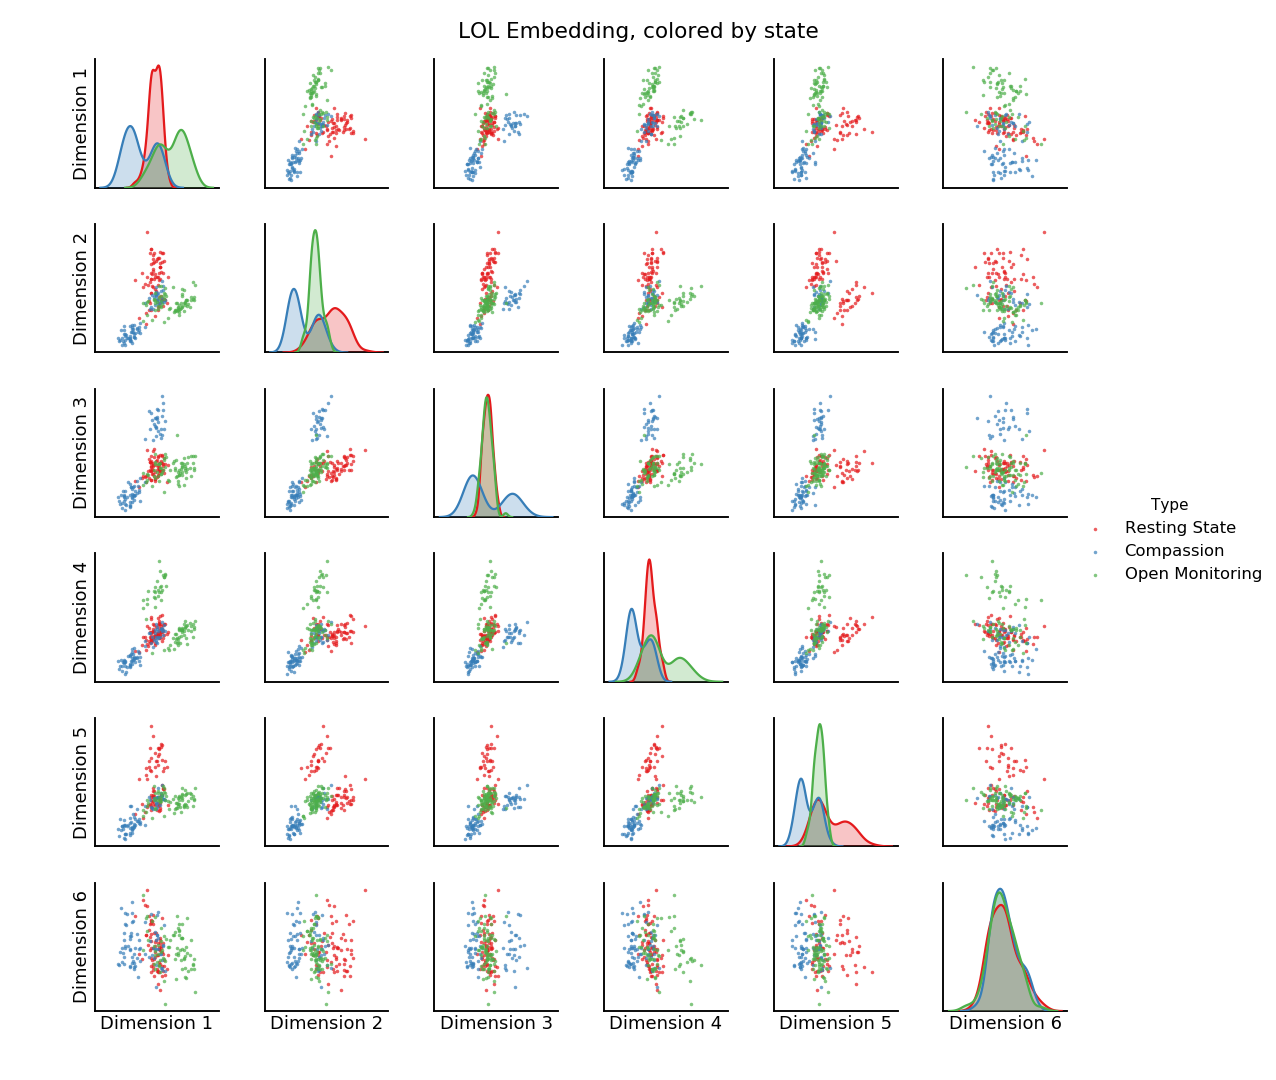 LOL Embedding, colored by state
Dimension 1
Dimension 2
Dimension 3
Dimension 4
Dimension 5
Dimension 6
Type
Resting State
Compassion
Open Monitoring
Dimension 1
Dimension 2
Dimension 3
Dimension 4
Dimension 5
Dimension 6